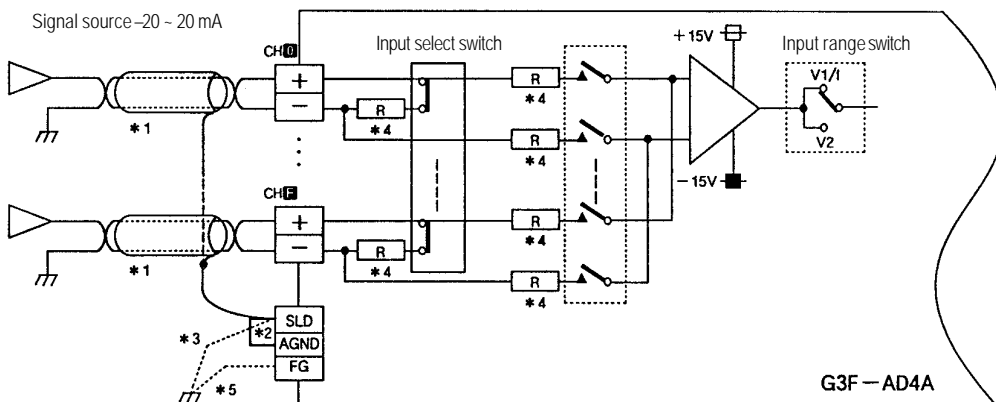 Signal source –20 ~ 20 mA
CH0
Input select switch
+15V
Input range switch
+
R
V1/I
−
R
*4
*1
*4
R
V2
*4
−15V
CHF
+
R
−
R
*4
*1
*4
R
*4
SLD
*3
*2
AGND
FG
*5
G3F−AD4A